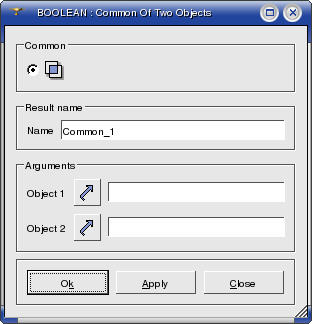 BOOLEAN : Common Of Two Objects
Common
Result name
Name Common_1
Arguments
Object 1
Object 2
Ok Apply Close